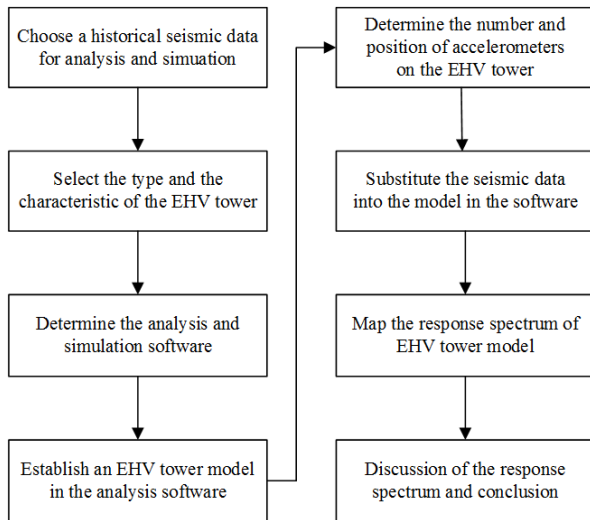 Choose a historical seismic data
for analysis and simuation
Select the type and the
characteristic of the EHV tower
Determine the analysis and
simulation software
Establish an EHV tower model
in the analysis software
Determine the number and
position of accelerometers
on the EHV tower
Substitute the seismic data
into the model in the software
Map the response spectrum of
EHV tower model
Discussion of the response
spectrum and conclusion